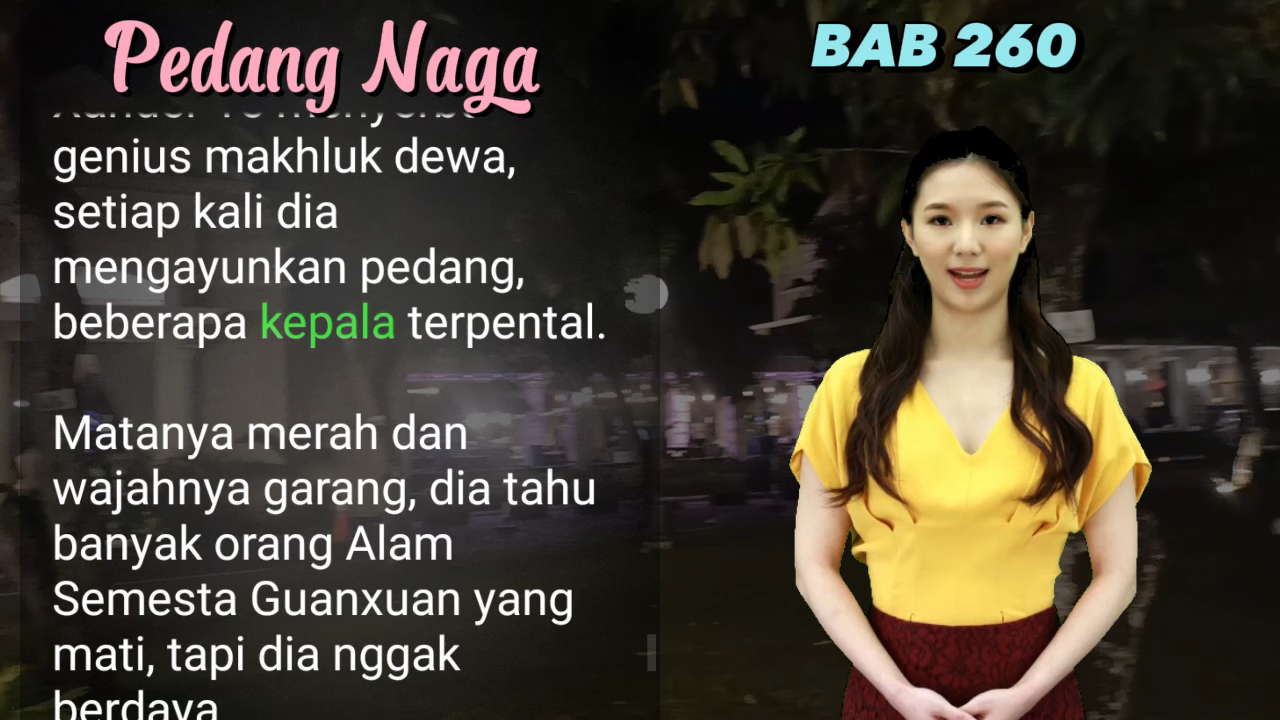 Pedang Naga
BAB 260
genius makhluk dewa,
setiap kali dia
mengayunkan pedang,
beberapa kepala terpental.
Matanya merah dan
wajahnya garang, dia tahu
banyak orang Alam
Semesta Guanxuan yang
mati, tapi dia nggak
berdaya